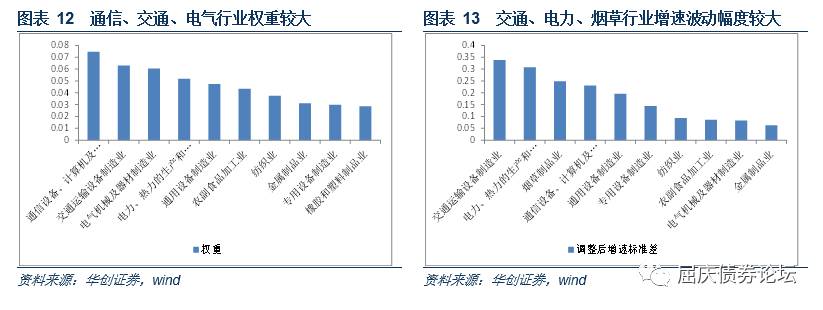 图表 12 通信、交通、电气行业权重较大
0.08
0.07
0.06
0.05
0.04
0.03
0.02
0.01
0
通信设备、计算机及…
交通运输设备制造业
电气机械及器材制造业
电力、热力的生产和…
通用设备制造业
农副食品加工业
纺织业
金属制品业
专用设备制造业
橡胶和塑料制品业
权重
资料来源：华创证券，wind
图表 13 交通、电力、烟草行业增速波动幅度较大
0.4
0.35
0.3
0.25
0.2
0.15
0.1
0.05
0
交通运输设备制造业
电力、热力的生产和…
烟草制品业
通信设备、计算机及…
通用设备制造业
专用设备制造业
纺织业
农副食品加工业
电气机械及器材制造业
金属制品业
调整后增速标准差
资料来源：华创证券，wind
屈庆债券论坛